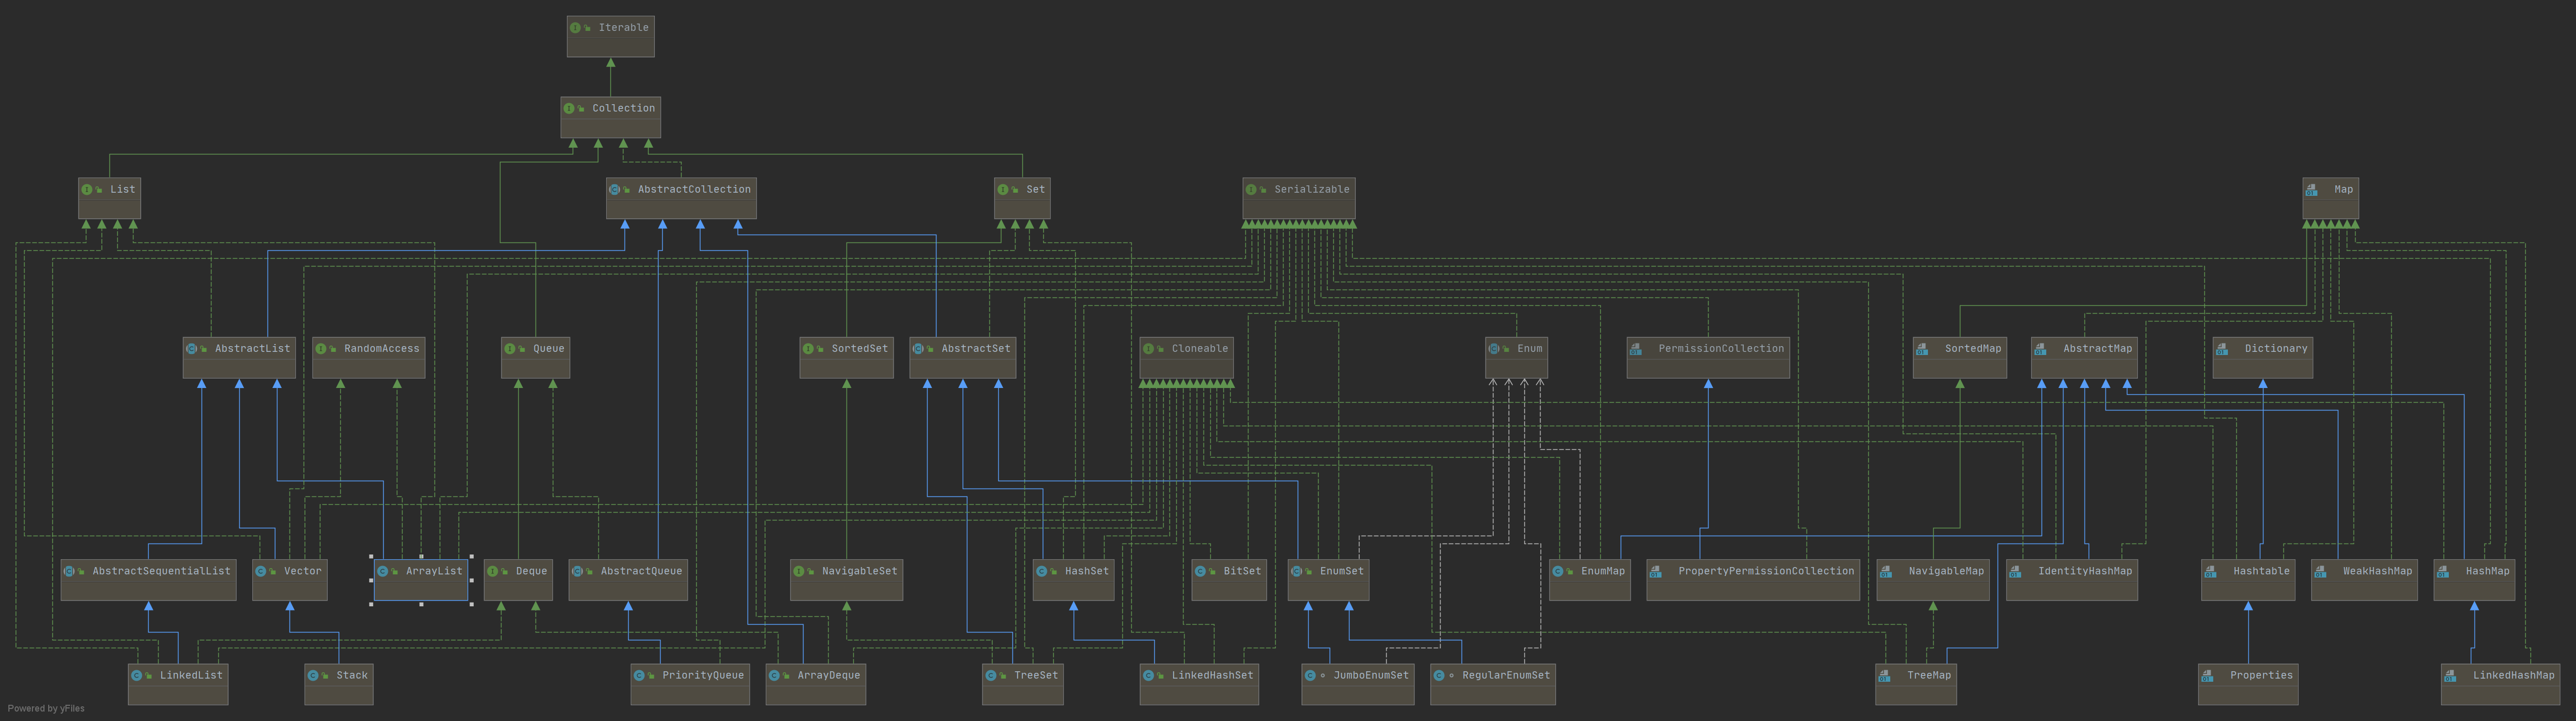 Iterable
Collection
List
AbstractCollection
Set
Serializable
Map
AbstractList
RandomAccess
Queue
SortedSet
AbstractSet
Cloneable
Enum
PermissionCollection
SortedMap
AbstractMap
Dictionary
AbstractSequentialList
Vector
ArrayList
Deque
AbstractQueue
NavigableSet
HashSet
BitSet
EnumSet
EnumMap
PropertyPermissionCollection
NavigableMap
IdentityHashMap
Hashtable
WeakHashMap
HashMap
LinkedList
Stack
PriorityQueue
ArrayDeque
TreeSet
LinkedHashSet
JumboEnumSet
RegularEnumSet
TreeMap
Properties
LinkedHashMap
Powered by yFiles